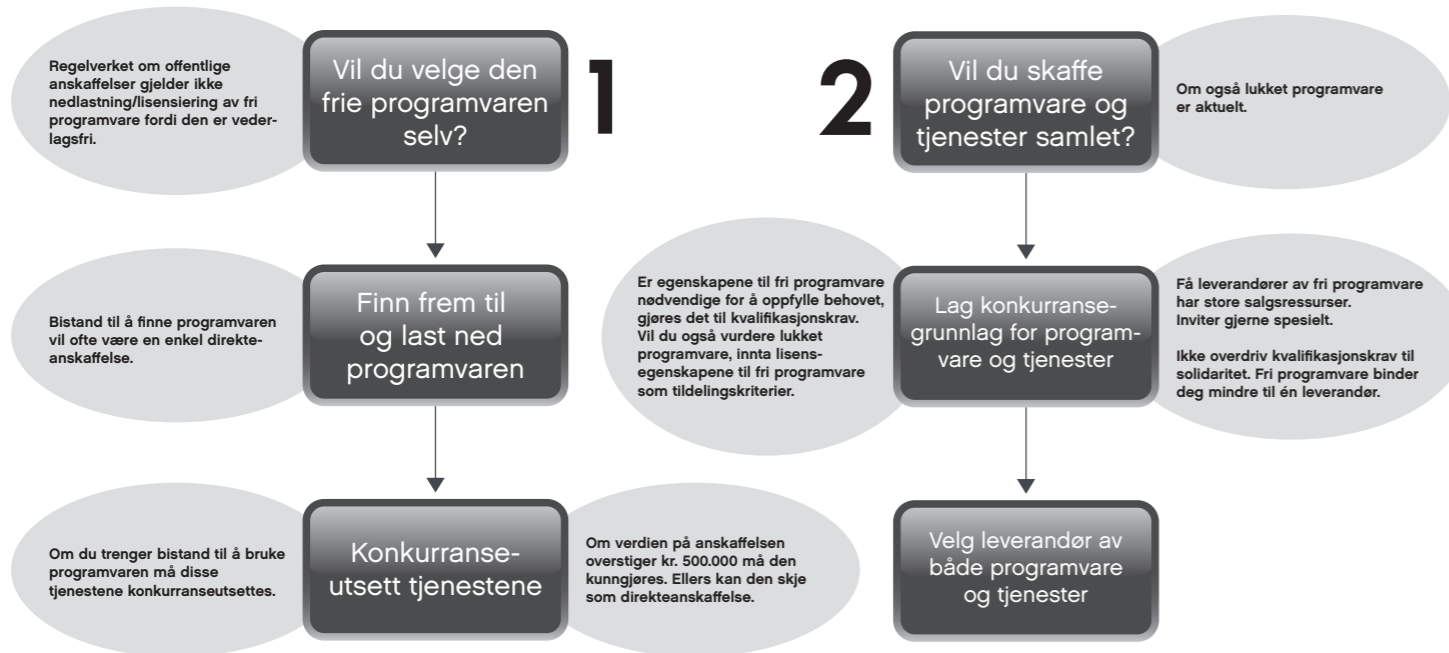 Regelverket om offentlige
anskaffelser gjelder ikke
nedlastning/lisensiering av fri
programvare fordi den er veder-
lagsfri.
Vil du velge den
frie programvaren
selv?
1
Bistand til å finne programvaren
vil ofte være en enkel direkte-
anskaffelse.
Finn frem til
og last ned
programvaren
Om du trenger bistand til å bruke
programvaren må disse
tjenestene konkurranseutsettes.
Konkurranse-
utsett tjenestene
Om verdien på anskaffelsen
overstiger kr. 500.000 må den
kunngjøres. Ellers kan den skje
som direkteanskaffelse.
2
Vil du skaffe
programvare og
tjenester samlet?
Om også lukket programvare
er aktuelt.
Er egenskapene til fri programvare
nødvendige for å oppfylle behovet,
gjøres det til kvalifikasjonskrav.
Vil du også vurdere lukket
programvare, innta lisens-
egenskapene til fri programvare
som tildelingskriterier.
Lag konkurranse-
grunnlag for program-
vare og tjenester
Få leverandører av fri programvare
har store salgsressurser.
Inviter gjerne spesielt.
Ikke overdriv kvalifikasjonskrav til
solidaritet. Fri programvare binder
deg mindre til én leverandør.
Velg leverandør av
både programvare
og tjenester